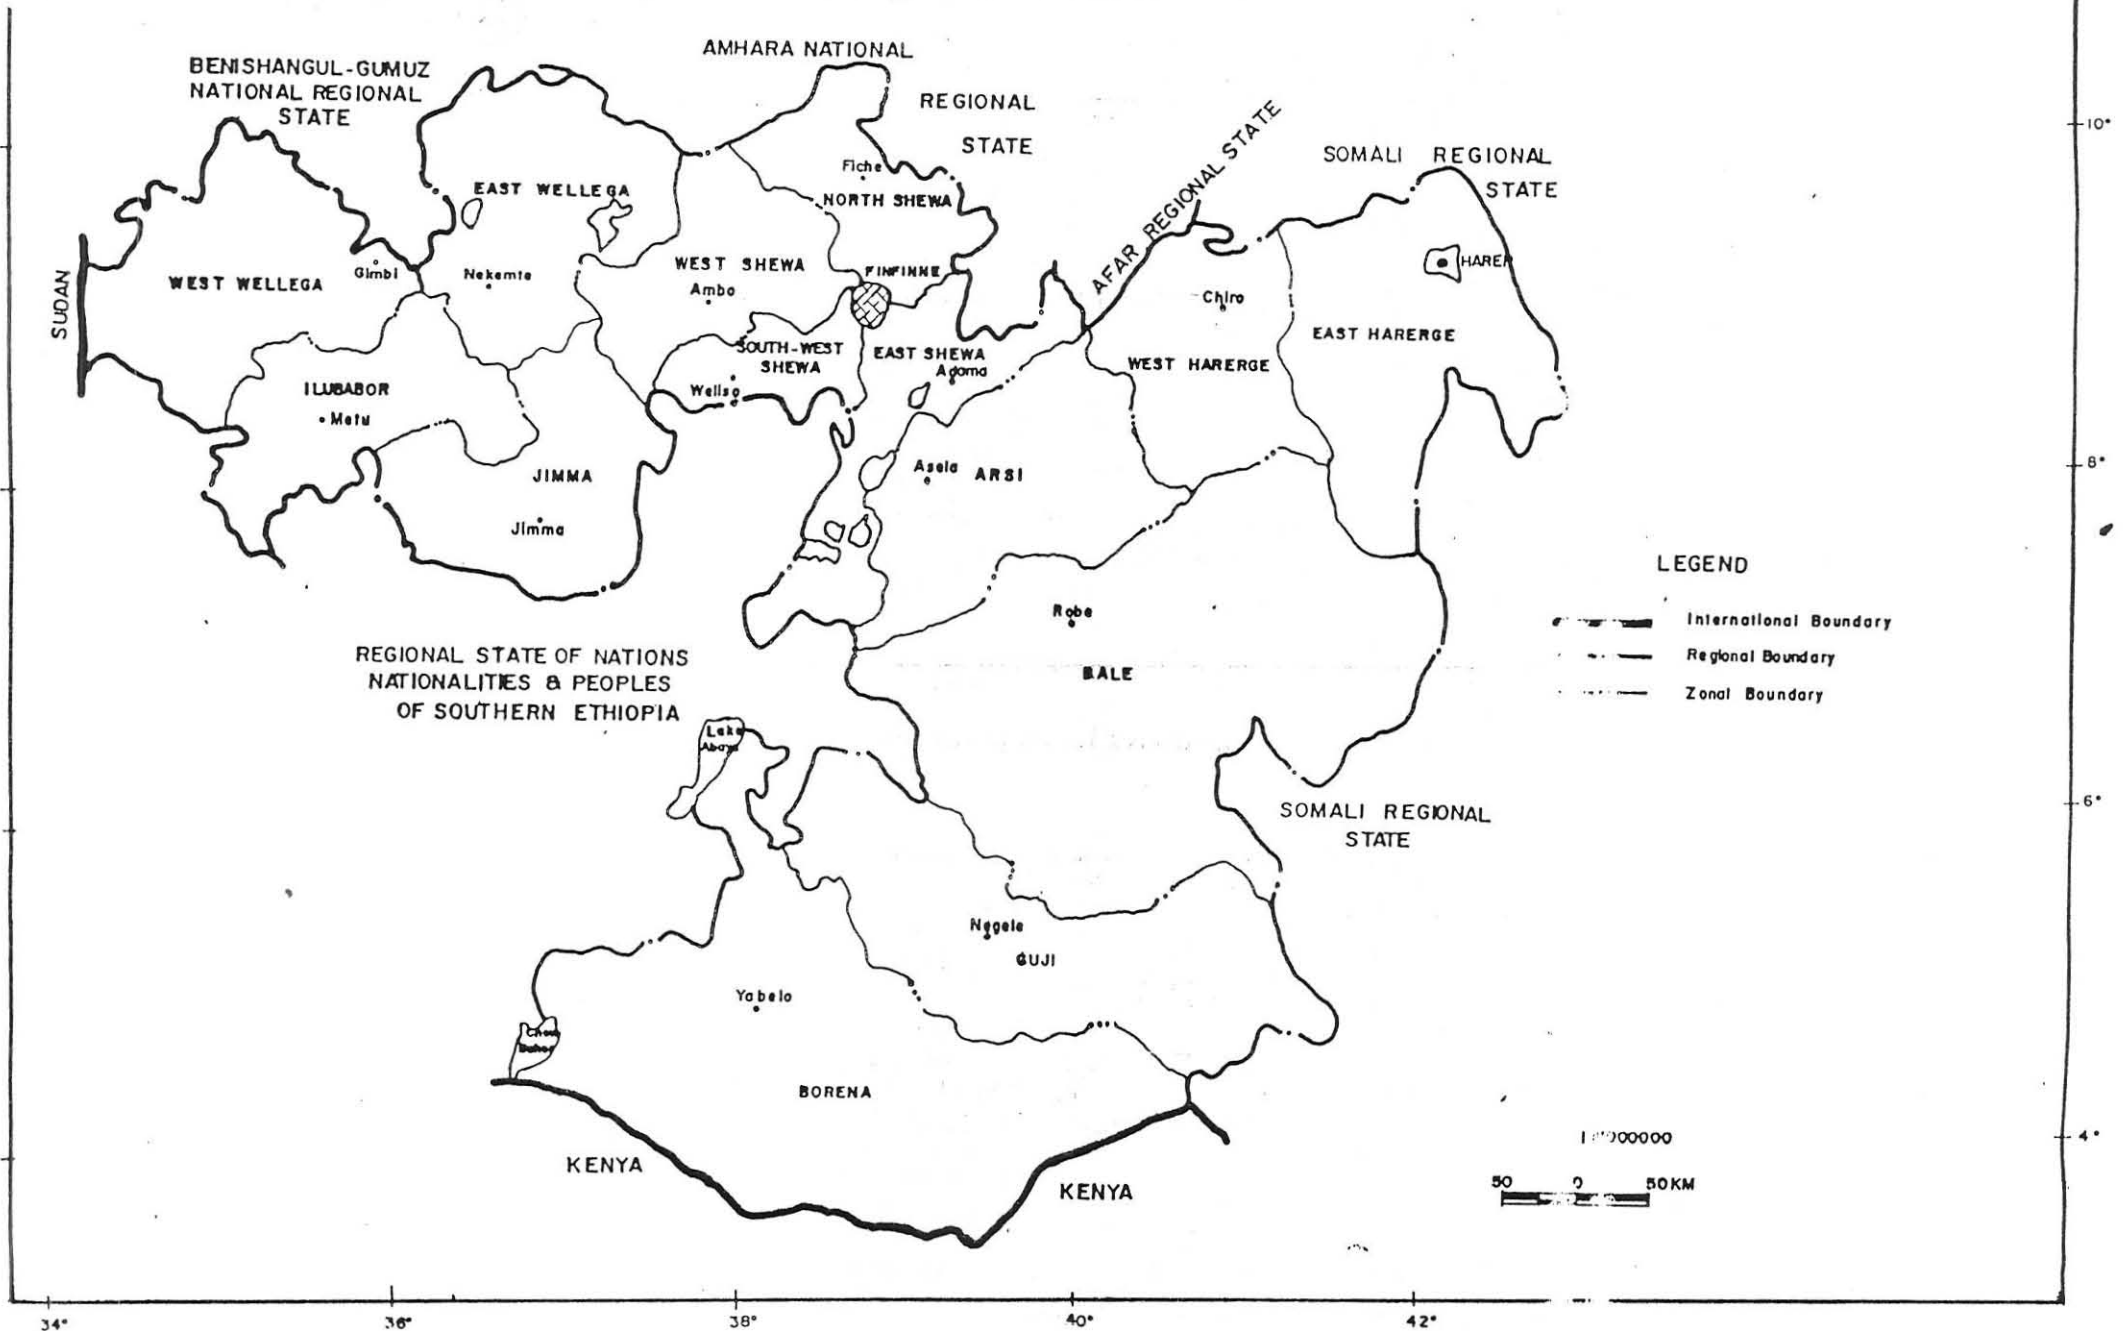 AMHARA NATIONAL
REGIONAL
STATE
BENISHANGUL-GUMUZ
NATIONAL REGIONAL
STATE
AFAR REGIONAL STATE
SOMALI REGIONAL
STATE
10°
Fiche
EAST WELLEGA
NORTH SHEWA
SUDAN
WEST WELLEGA
Gimbi
Nekemte
WEST SHEWA
Ambo
FINFINNE
Chiro
HARER
EAST HARERGE
SOUTH-WEST
SHEWA
EAST SHEWA
Adama
WEST HARERGE
Weliso
ILUBABOR
Metu
JIMMA
Jimma
Asela
ARSI
8°
Robe
BALE
LEGEND
International Boundary
Regional Boundary
Zonal Boundary
REGIONAL STATE OF NATIONS
NATIONALITIES & PEOPLES
OF SOUTHERN ETHIOPIA
Lake
Abaya
6°
SOMALI REGIONAL
STATE
Negele
GUJI
Yabelo
BORENA
KENYA
KENYA
4°
50 0 50 KM
34° 36° 38° 40° 42°